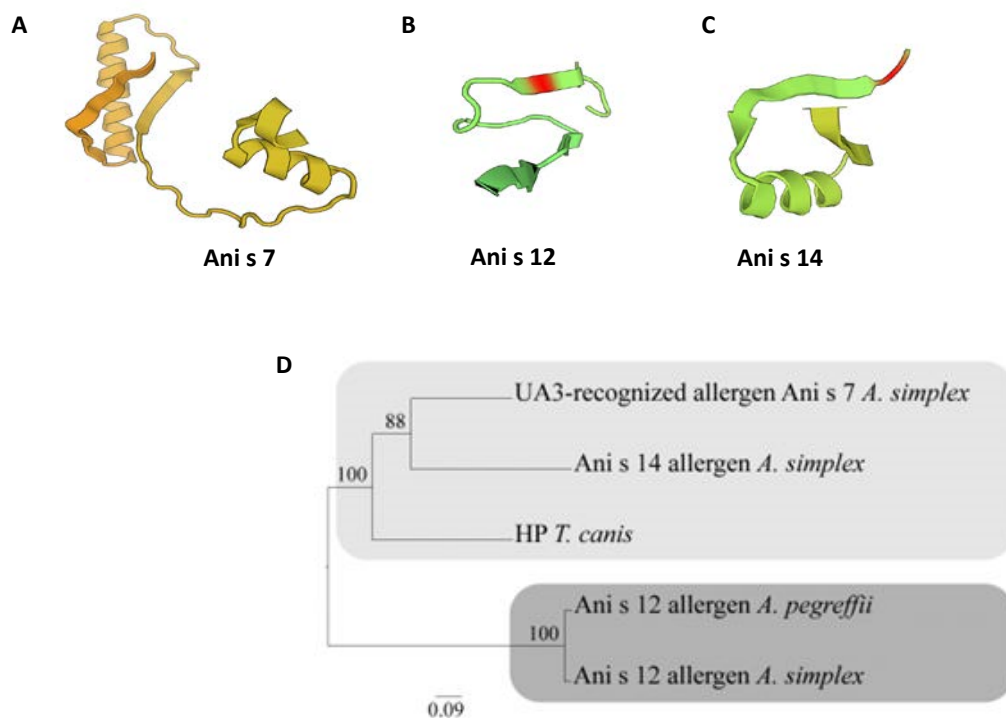 A
B
C
Ani s 7
Ani s 12
Ani s 14
D
UA3-recognized allergen Ani s 7 A. simplex
88
Ani s 14 allergen A. simplex
100
HP T. canis
Ani s 12 allergen A. pegreffii
100
Ani s 12 allergen A. simplex
0.09